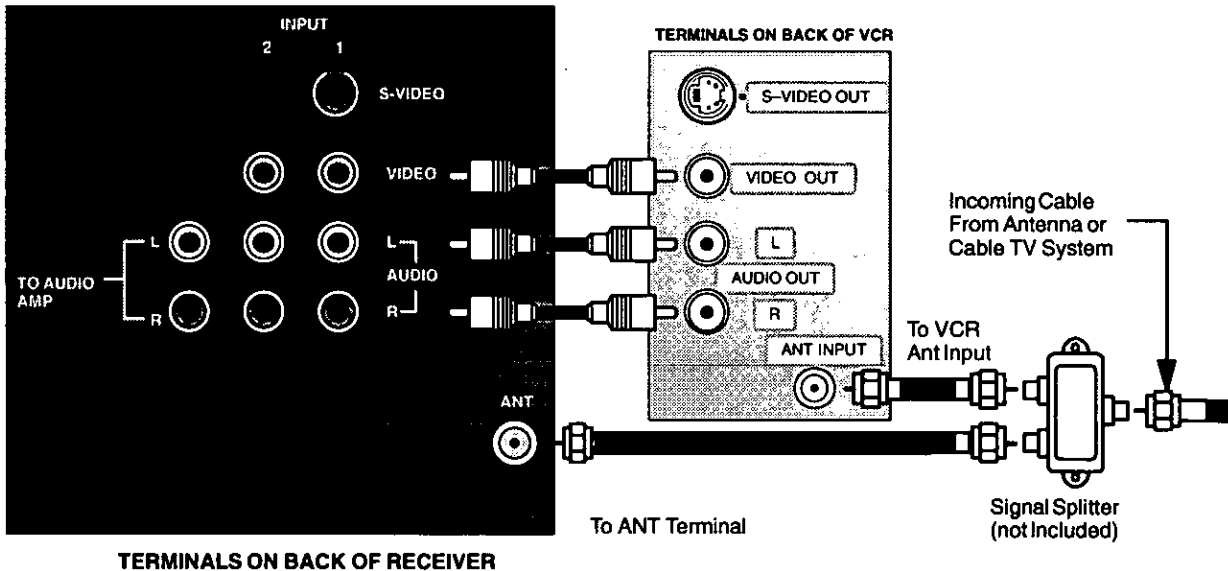 INPUT
2 1
S-VIDEO
VIDEO
L
AUDIO
R
TO AUDIO
AMP
L
R
ANT
TERMINALS ON BACK OF RECEIVER
TERMINALS ON BACK OF VCR
S-VIDEO OUT
VIDEO OUT
L
AUDIO OUT
R
ANT INPUT
To VCR
Ant Input
Incoming Cable
From Antenna or
Cable TV System
To ANT Terminal
Signal Splitter
(not Included)